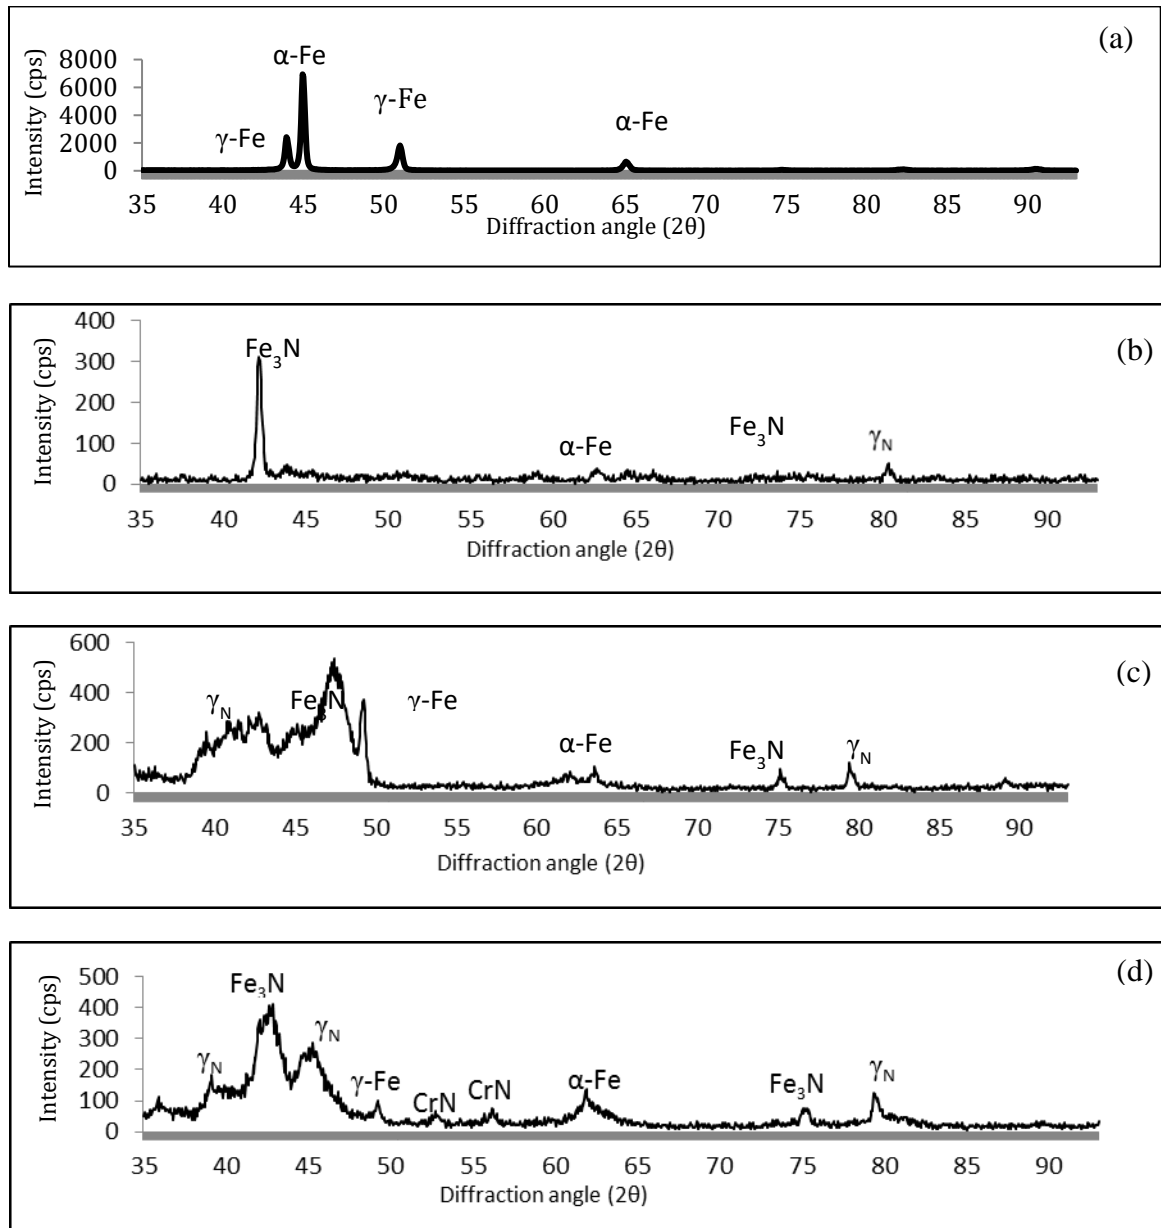 (a)
Intensity (cps)
8000
6000
4000
2000
0
γ-Fe
α-Fe
γ-Fe
α-Fe
35 40 45 50 55 60 65 70 75 80 85 90
Diffraction angle (2θ)
(b)
Intensity (cps)
400
300
200
100
0
Fe₃N
α-Fe
Fe₃N
γN
35 40 45 50 55 60 65 70 75 80 85 90
Diffraction angle (2θ)
(c)
Intensity (cps)
600
400
200
0
γN
Fe₃N
γ-Fe
α-Fe
Fe₃N
γN
35 40 45 50 55 60 65 70 75 80 85 90
Diffraction angle (2θ)
(d)
Intensity (cps)
500
400
300
200
100
0
γN
Fe₃N
γN
γ-Fe
CrN
CrN
α-Fe
Fe₃N
γN
35 40 45 50 55 60 65 70 75 80 85 90
Diffraction angle (2θ)